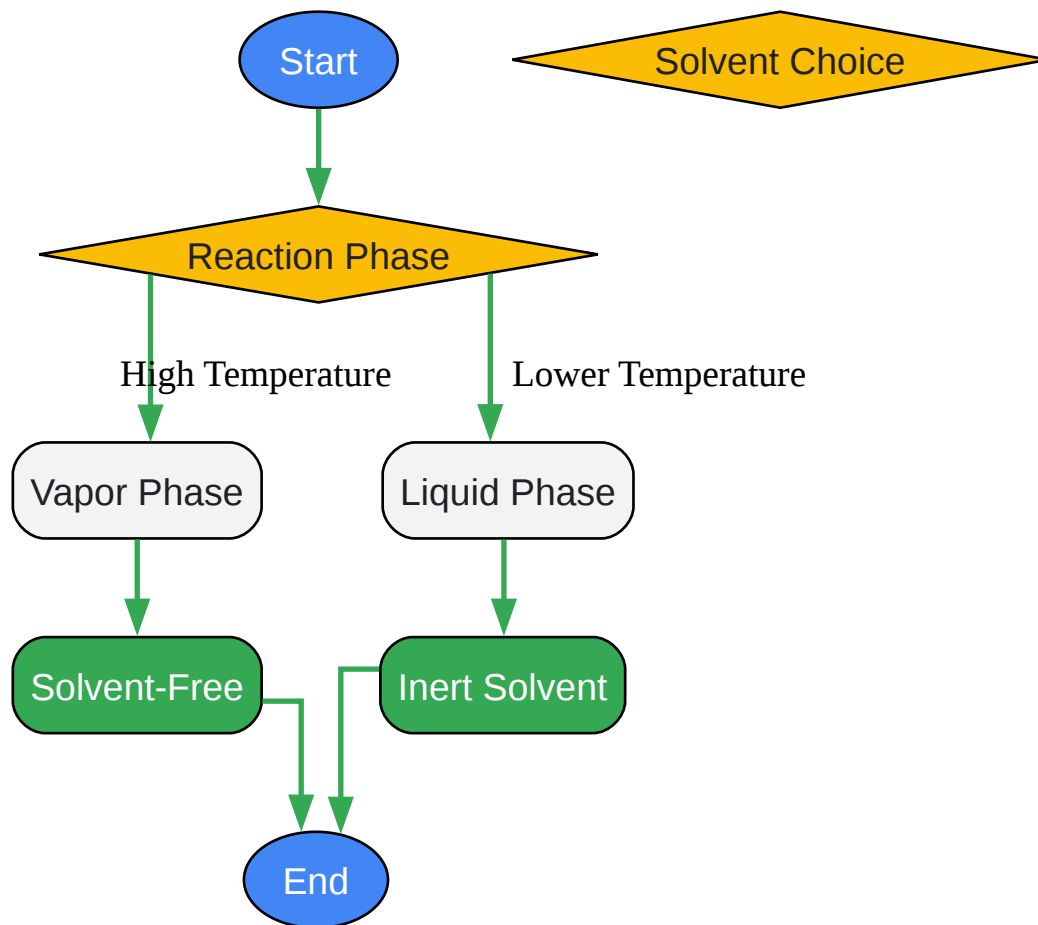 Start
Solvent Choice
Reaction Phase
High Temperature
Lower Temperature
Vapor Phase
Liquid Phase
Solvent-Free
Inert Solvent
End